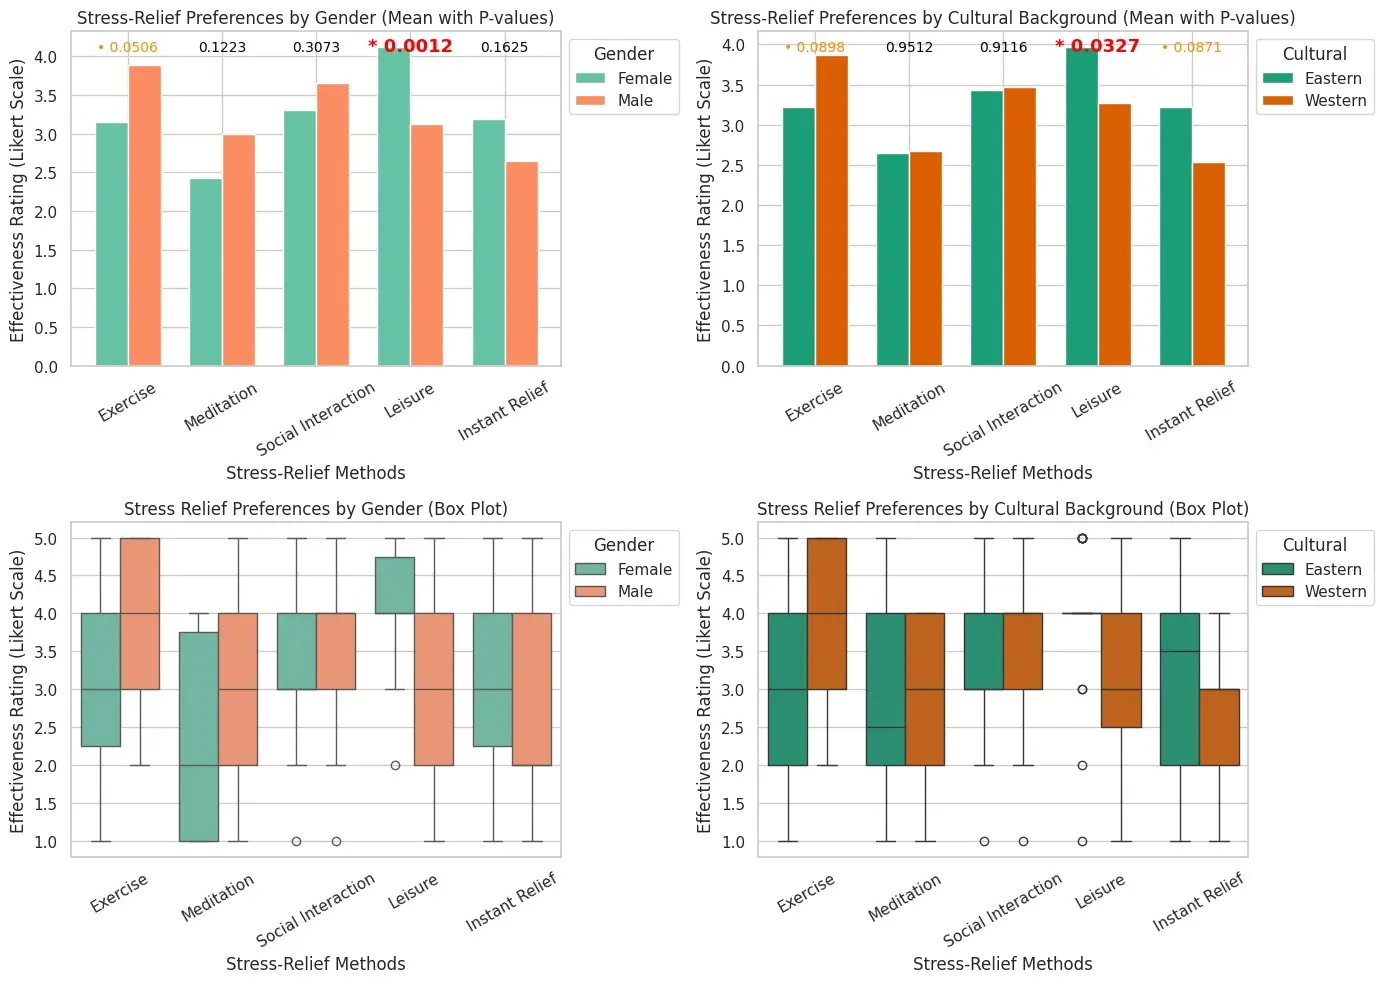 Stress-Relief Preferences by Gender (Mean with P-values)
Effectiveness Rating (Likert Scale)
4.0
3.5
3.0
2.5
2.0
1.5
1.0
0.5
0.0
• 0.0506
0.1223
0.3073
* 0.0012
0.1625
Gender
Female
Male
Exercise
Meditation
Social Interaction
Leisure
Instant Relief
Stress-Relief Methods
Stress-Relief Preferences by Cultural Background (Mean with P-values)
Effectiveness Rating (Likert Scale)
4.0
3.5
3.0
2.5
2.0
1.5
1.0
0.5
0.0
• 0.0898
0.9512
0.9116
* 0.0327
• 0.0871
Cultural
Eastern
Western
Exercise
Meditation
Social Interaction
Leisure
Instant Relief
Stress-Relief Methods
Stress Relief Preferences by Gender (Box Plot)
Effectiveness Rating (Likert Scale)
5.0
4.5
4.0
3.5
3.0
2.5
2.0
1.5
1.0
Gender
Female
Male
Exercise
Meditation
Social Interaction
Leisure
Instant Relief
Stress-Relief Methods
Stress Relief Preferences by Cultural Background (Box Plot)
Effectiveness Rating (Likert Scale)
5.0
4.5
4.0
3.5
3.0
2.5
2.0
1.5
1.0
Cultural
Eastern
Western
Exercise
Meditation
Social Interaction
Leisure
Instant Relief
Stress-Relief Methods